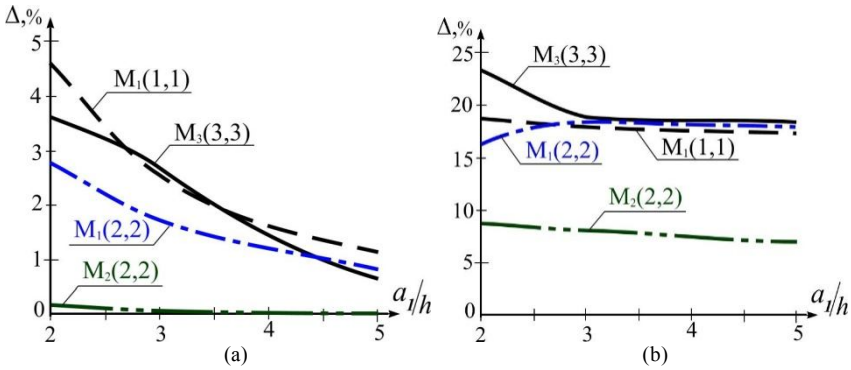 Δ,%
5
4
3
2
1
0
M₁(1,1)
M₃(3,3)
M₁(2,2)
M₂(2,2)
2
3
4
5
a₁/h
(a)
Δ,%
25
20
15
10
5
0
M₃(3,3)
M₁(2,2)
M₁(1,1)
M₂(2,2)
2
3
4
5
a₁/h
(b)